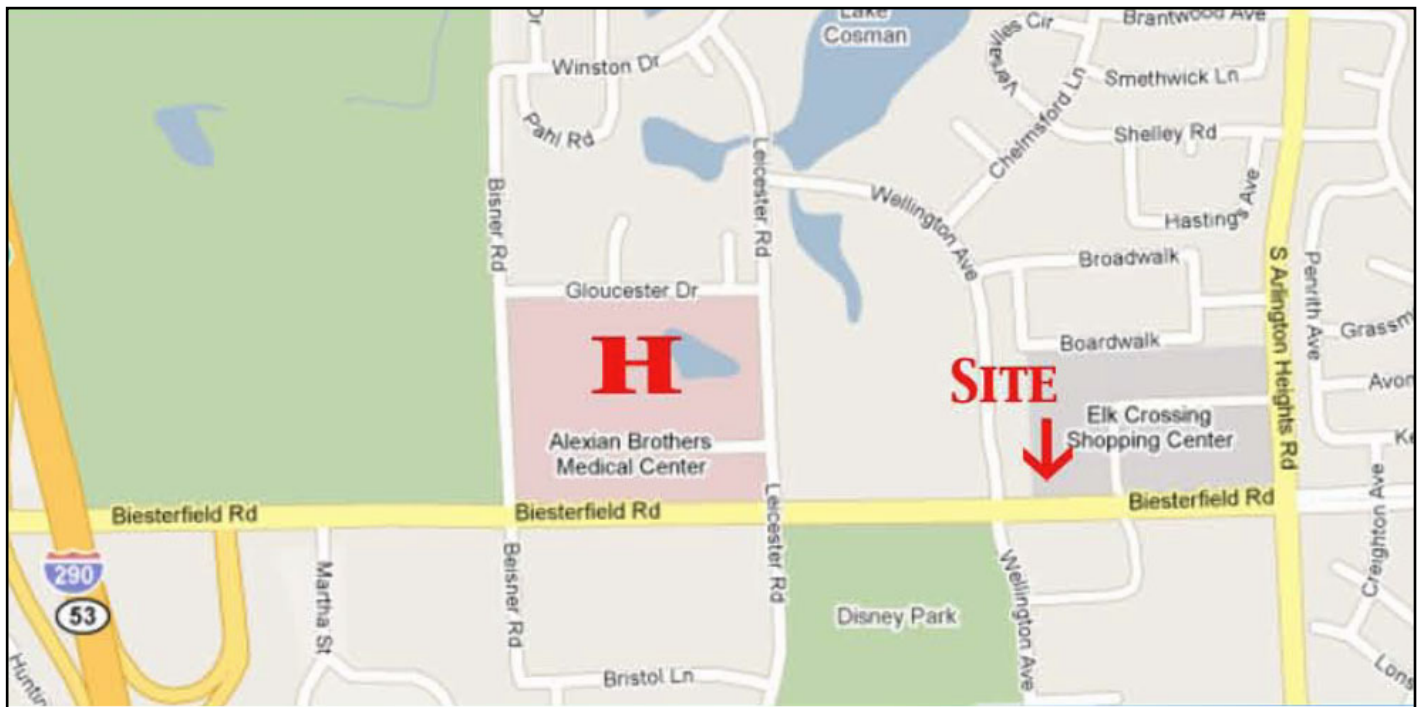 Lake
Cosman
Brantwood Ave
Winston Dr
Dr
Pahl Rd
Smethwick Ln
Chelmsford Ln
Shelley Rd
Leicester Rd
Bisner Rd
Wellington Ave
Hastings Ave
Broadwalk
S Arlington Heights Rd
Penrith Ave
Gloucester Dr
Boardwalk
Grassm
H
SITE
Avon
Elk Crossing
Shopping Center
Alexian Brothers
Medical Center
Ke
Biesterfield Rd
Biesterfield Rd
Biesterfield Rd
Leicester Rd
Creighton Ave
290
53
Martha St
Beisner Rd
Wellington Ave
Disney Park
Bristol Ln
Huntin
Lons